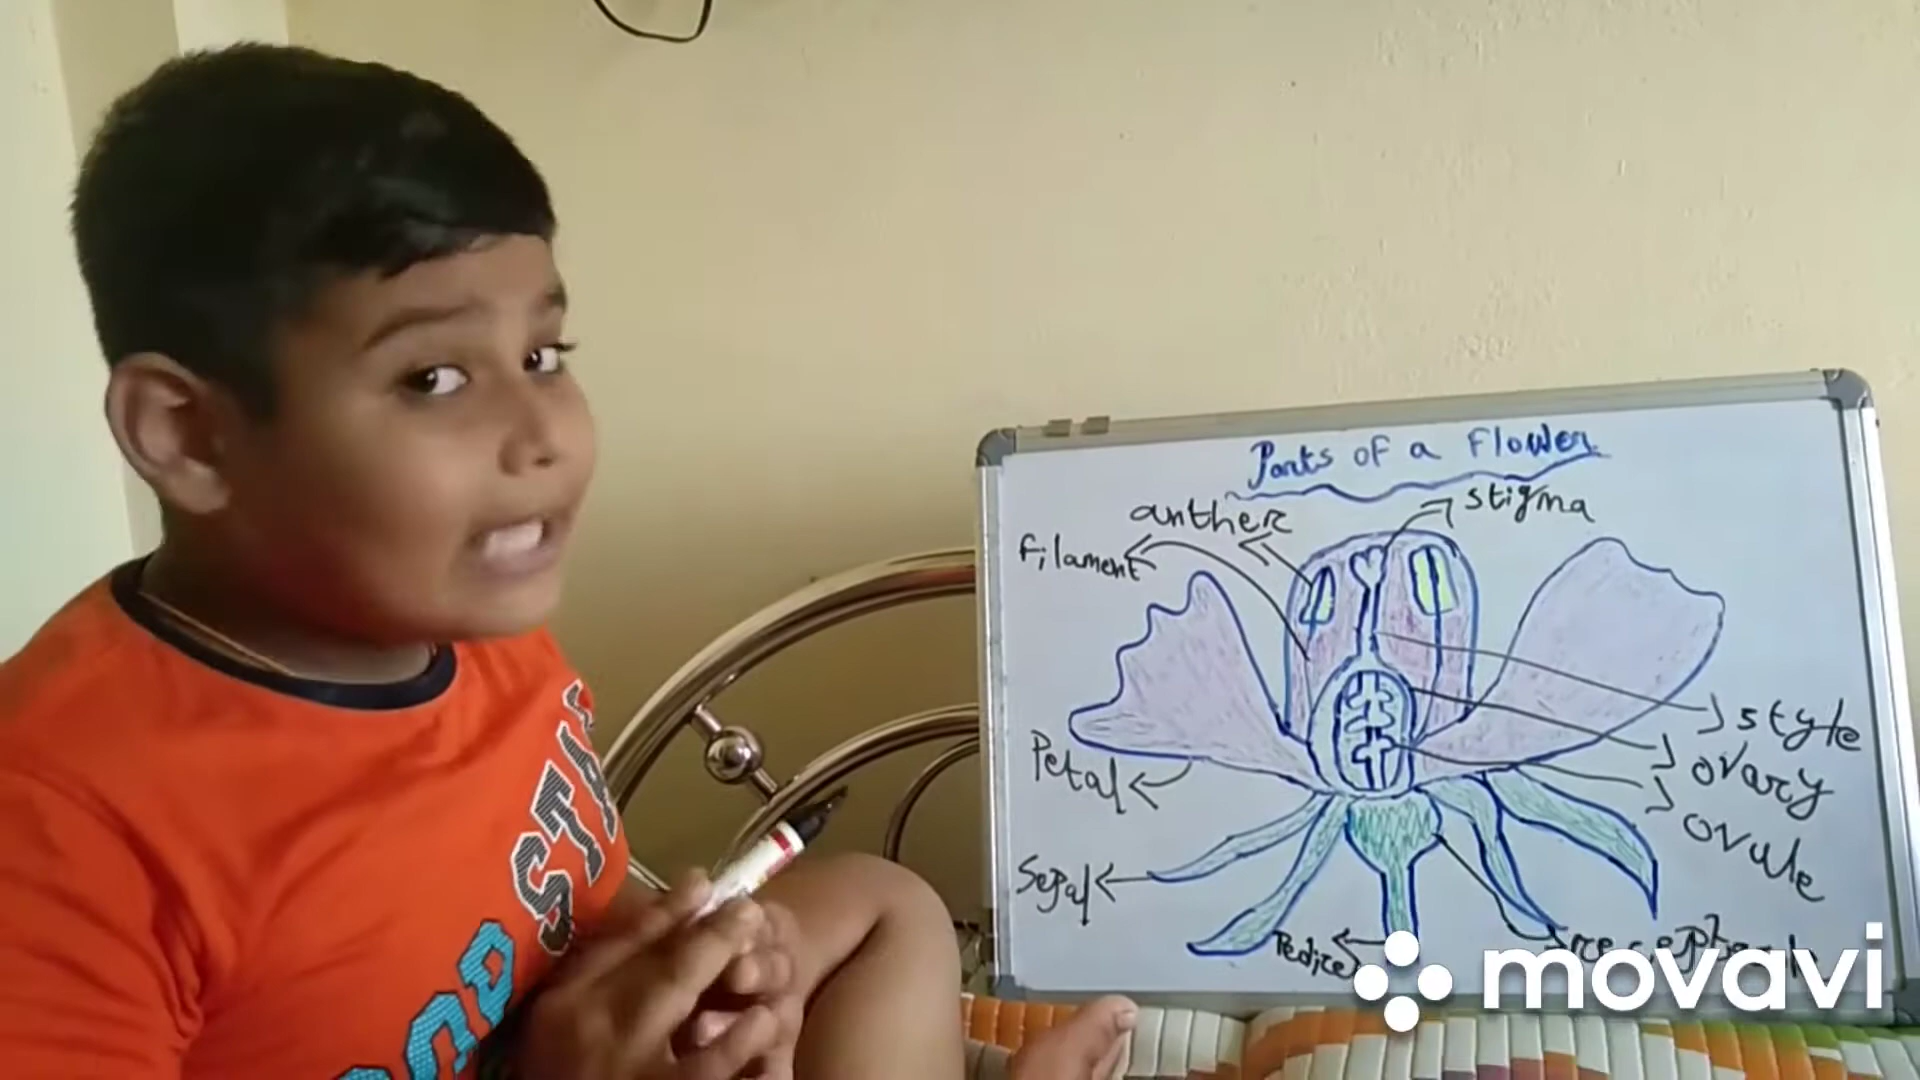 Parts of a Flower
anther
stigma
filament
style
Petal
ovary
ovule
Sepal
movavi